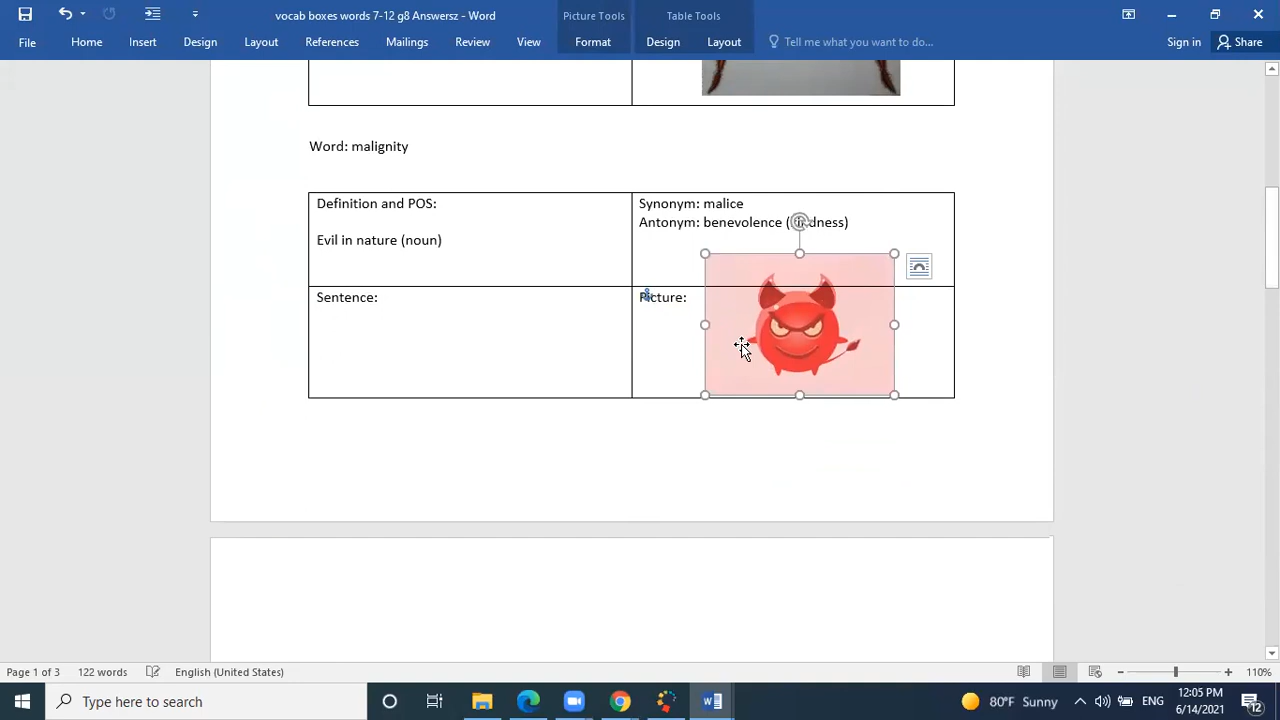 vocab boxes words 7-12 g8 Answersz - Word
Picture Tools
Table Tools
File
Home
Insert
Design
Layout
References
Mailings
Review
View
Format
Design
Layout
Tell me what you want to do...
Sign in
Share
Word: malignity
Definition and POS:
Evil in nature (noun)
Synonym: malice
Antonym: benevolence (kindness)
Sentence:
Picture:
Page 1 of 3
122 words
English (United States)
110%
Type here to search
80°F Sunny
ENG
12:05 PM
6/14/2021
12